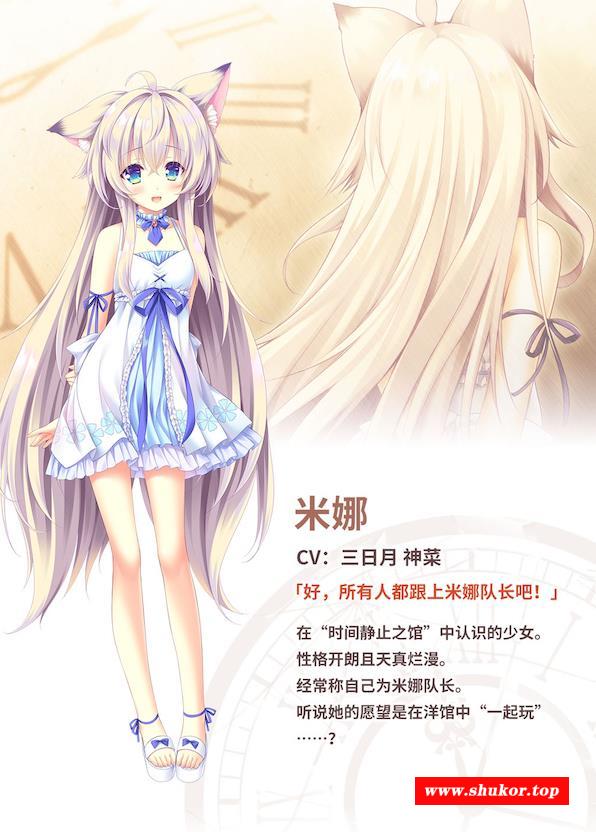 米娜
CV：三日月 神菜
「好，所有人都跟上米娜队长吧！」
在“时间静止之馆”中认识的少女。
性格开朗且天真烂漫。
经常称自己为米娜队长。
听说她的愿望是在洋馆中“一起玩”
……？
www.shukor.top